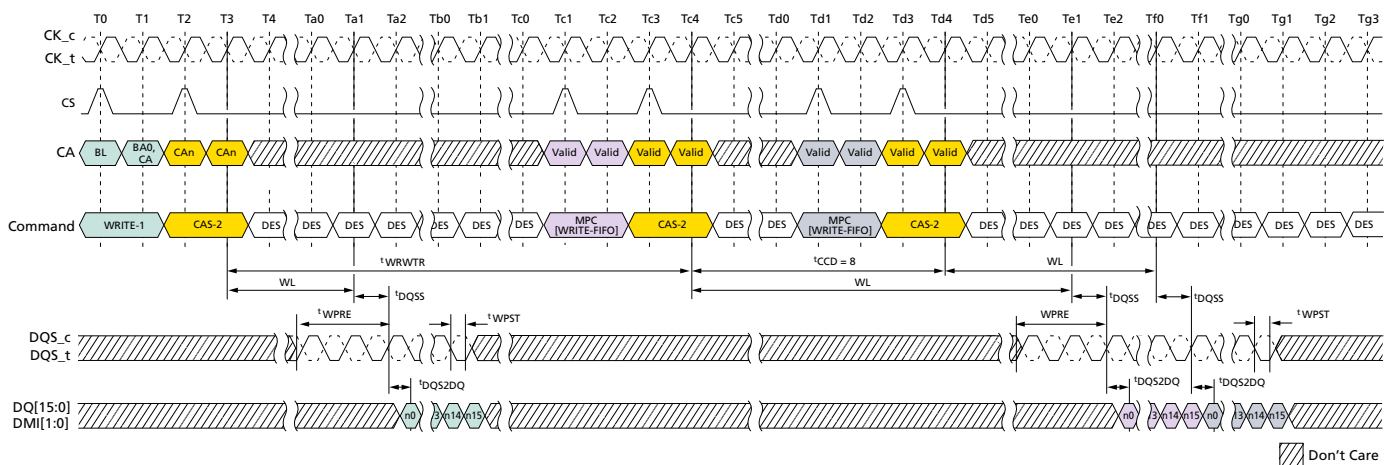 T0 T1 T2 T3 T4 Ta0 Ta1 Ta2 Tb0 Tb1 Tc0 Tc1 Tc2 Tc3 Tc4 Tc5 Td0 Td1 Td2 Td3 Td4 Td5 Te0 Te1 Te2 Tf0 Tf1 Tg0 Tg1 Tg2 Tg3
CK_c
CK_t
CS
CA
BL
BA0,
CA
CAn
CAn
Valid Valid Valid Valid
Valid Valid Valid Valid
Command
WRITE-1
CAS-2
DES DES DES DES DES DES DES
MPC
[WRITE-FIFO]
CAS-2
DES DES
MPC
[WRITE-FIFO]
CAS-2
DES DES DES DES DES DES DES DES DES DES
tWRWTR
tCCD = 8
WL
WL
tDQSS
WL
tDQSS
tDQSS
DQS_c
DQS_t
tWPRE
tWPST
WPRE
tWPST
tDQS2DQ
tDQS2DQ
tDQS2DQ
DQ[15:0]
DMI[1:0]
n0 3 n14 n15
n0 3 n14 n15 n0 13 n14 n15
Don't Care